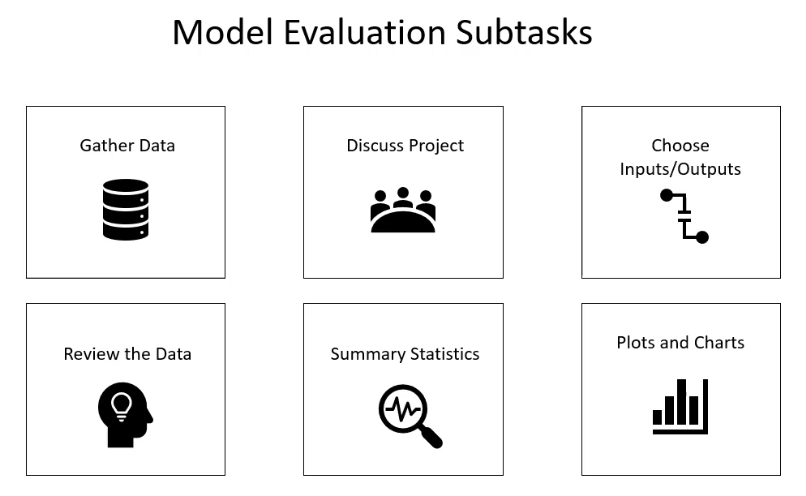 Model Evaluation Subtasks
Gather Data
Discuss Project
Choose
Inputs/Outputs
Review the Data
Summary Statistics
Plots and Charts